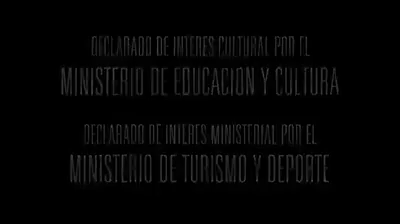 DECLARADO DE INTERES CULTURAL POR EL
MINISTERIO DE EDUCACION Y CULTURA
DECLARADO DE INTERES MINISTERIAL POR EL
MINISTERIO DE TURISMO Y DEPORTE